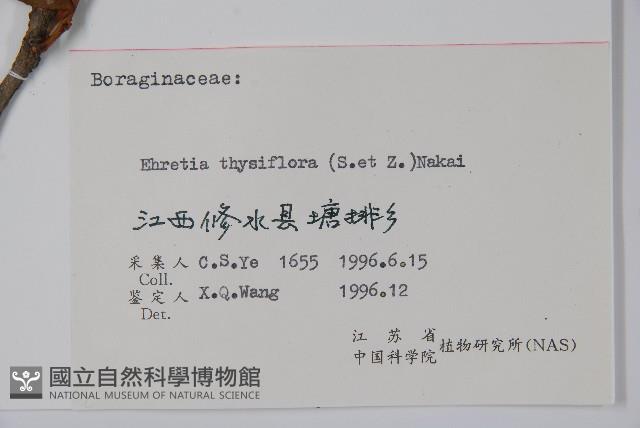 Boraginaceae:
Ehretia thysiflora (S.et Z.)Nakai
江西修水县塘排乡
采集人 C.S.Ye 1655 1996.6.15
Coll.
鉴定人 X.Q.Wang 1996.12
Det.
江苏省
中国科学院 植物研究所(NAS)
國立自然科學博物館
NATIONAL MUSEUM OF NATURAL SCIENCE